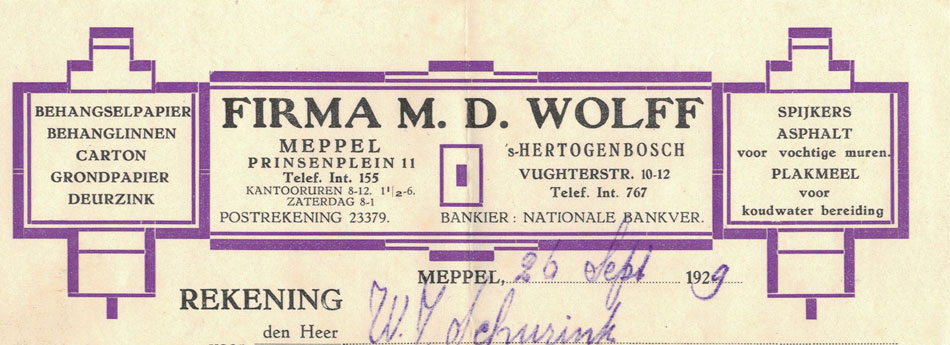 BEHANGSELPAPIER
BEHANGLINNEN
CARTON
GRONDPAPIER
DEURZINK
FIRMA M. D. WOLFF
MEPPEL
PRINSENPLEIN 11
Telef. Int. 155
KANTOORUREN 8-12. 1½-6.
ZATERDAG 8-1
POSTREKENING 23379.
's-HERTOGENBOSCH
VUGHTERSTR. 10-12
Telef. Int. 767
BANKIER: NATIONALE BANKVER.
SPIJKERS
ASPHALT
voor vochtige muren.
PLAKMEEL
voor
koudwater bereiding
MEPPEL, 26 Sept 1929
REKENING
den Heer W. Y Schurink